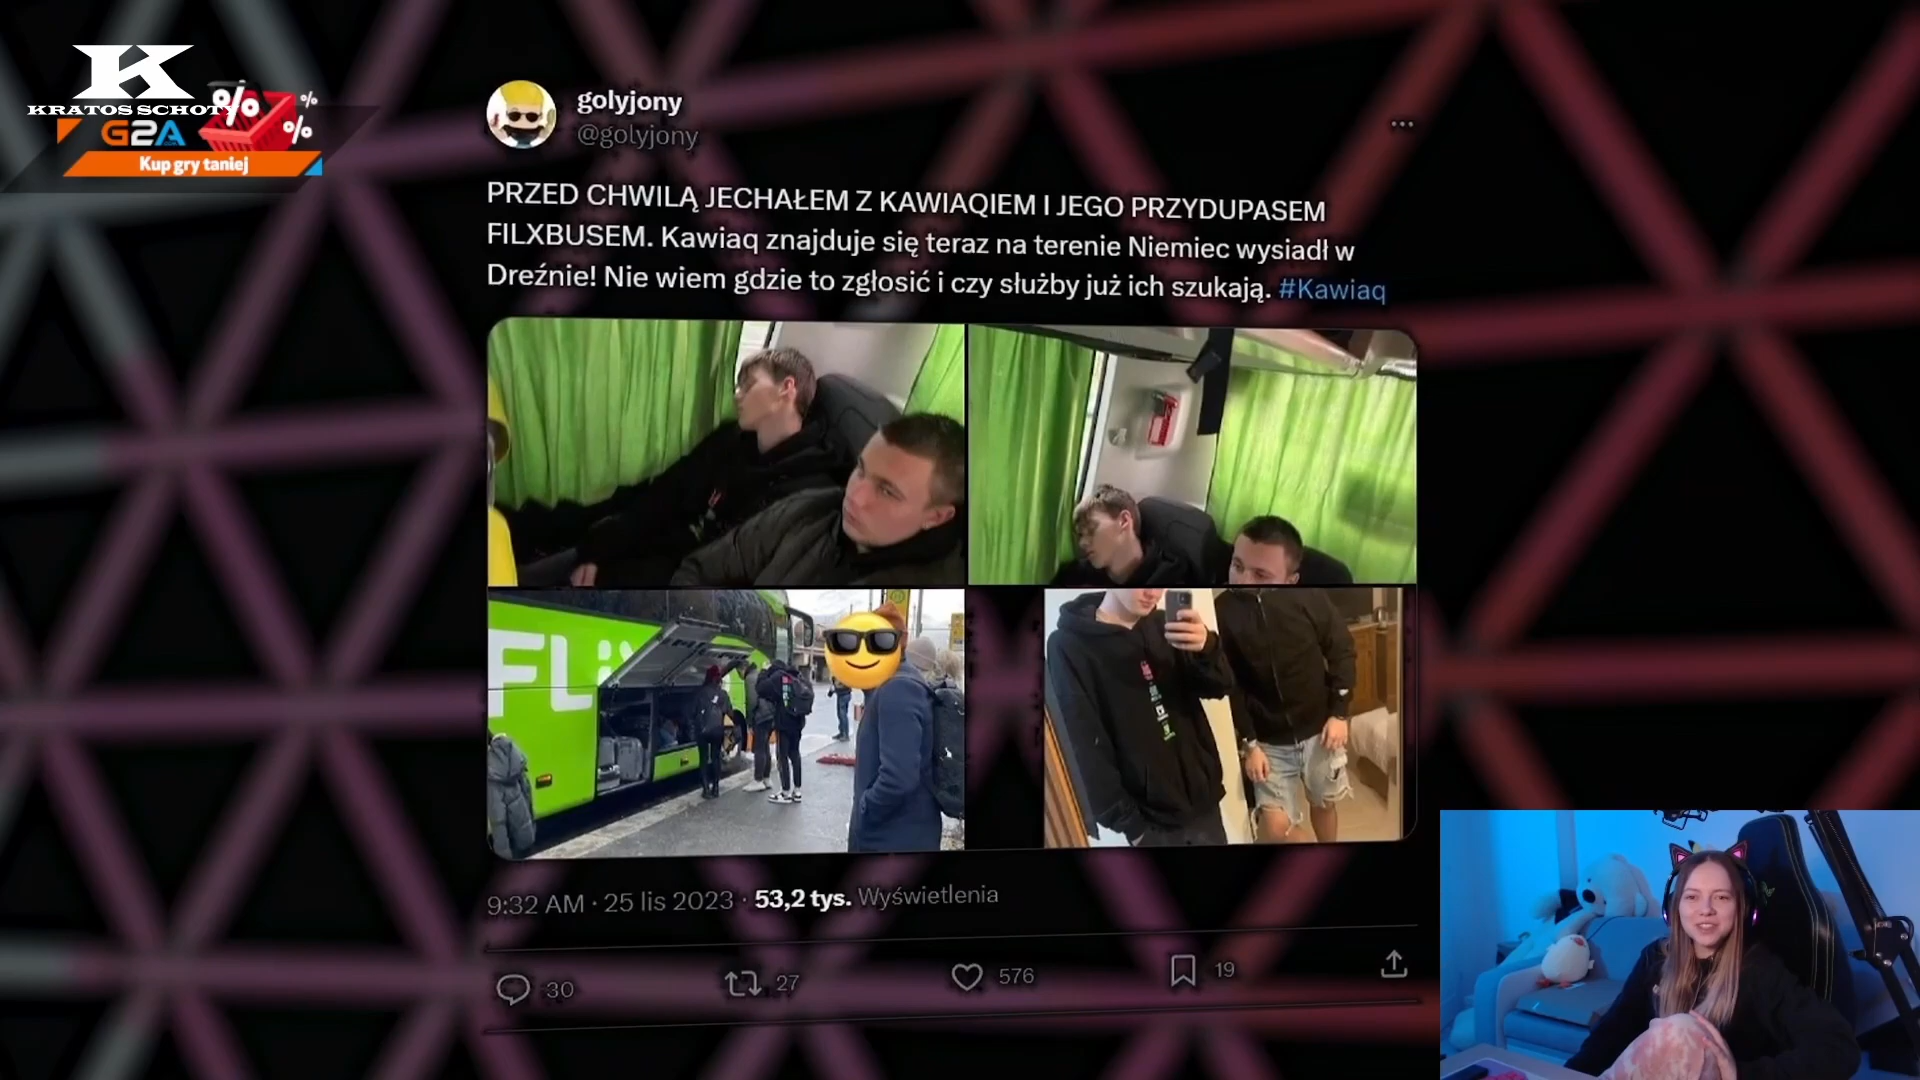 K
KRATOS SCHOTY
G2A
Kup gry taniej
golyjony
@golyjony
PRZED CHWILĄ JECHAŁEM Z KAWIAQIEM I JEGO PRZYDUPASEM
FILXBUSEM. Kawiaq znajduje się teraz na terenie Niemiec wysiadł w
Dreźnie! Nie wiem gdzie to zgłosić i czy służby już ich szukają. #Kawiaq
FLiX
9:32 AM · 25 lis 2023 · 53,2 tys. Wyświetlenia
30
27
576
19